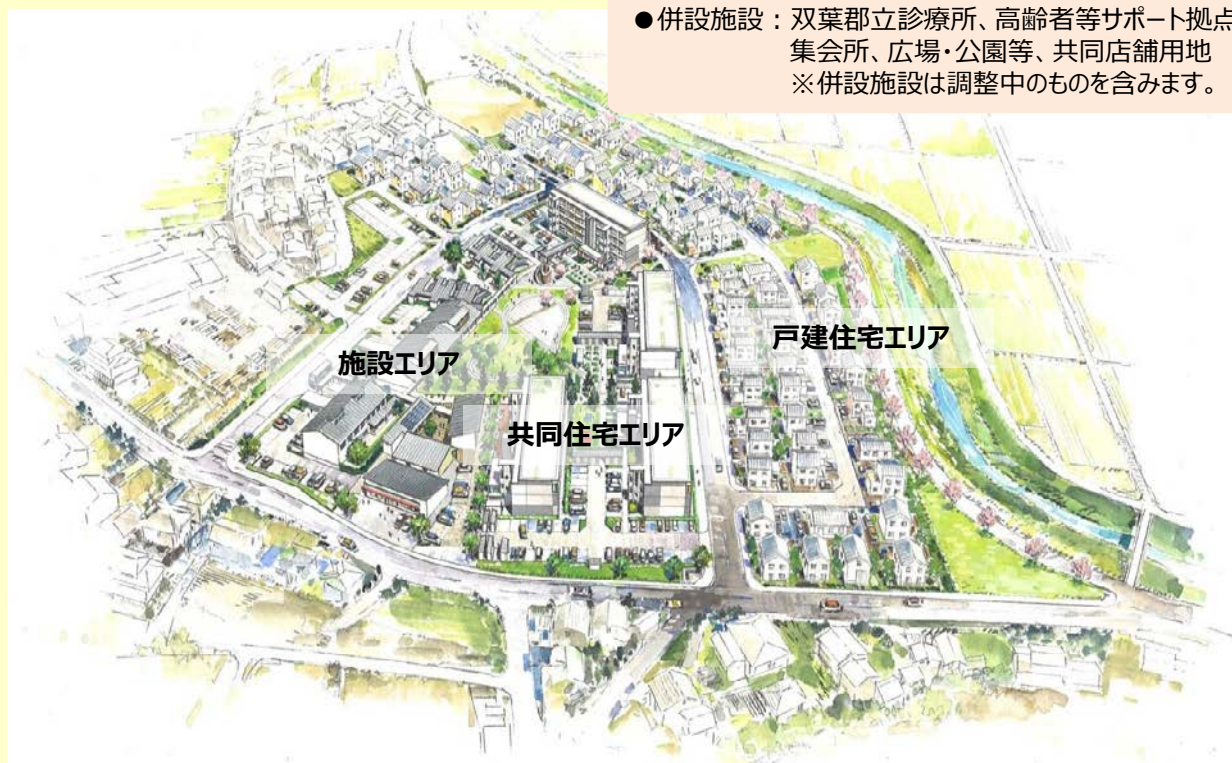 ●併設施設：双葉郡立診療所、高齢者等サポート拠点
集会所、広場・公園等、共同店舗用地
※併設施設は調整中のものを含みます。
戸建住宅エリア
施設エリア
共同住宅エリア